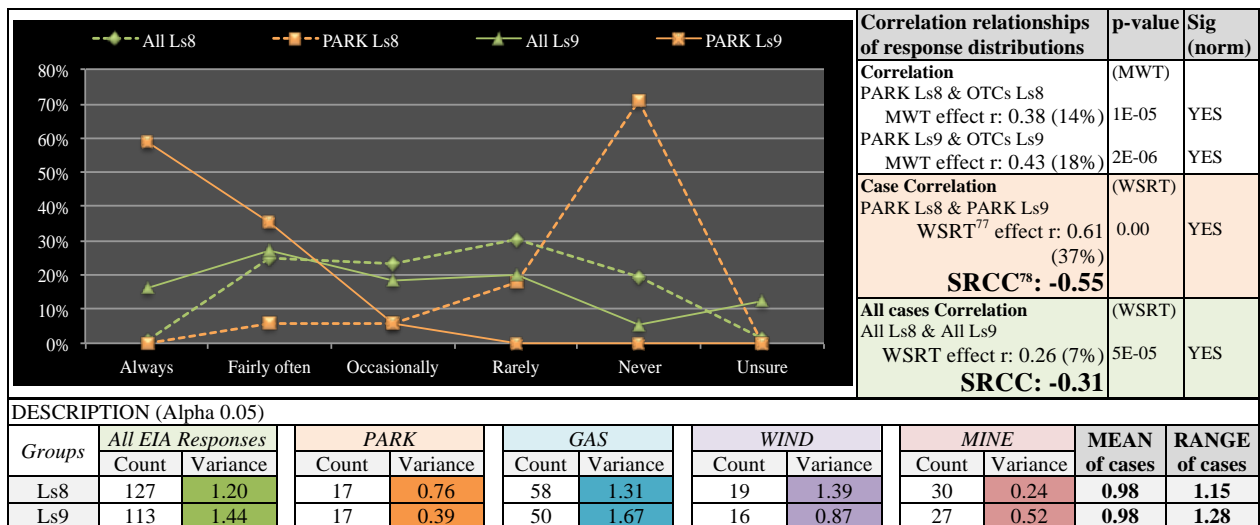 All Ls8 PARK Ls8 All Ls9 PARK Ls9
80%
70%
60%
50%
40%
30%
20%
10%
0%
Always Fairly often Occasionally Rarely Never Unsure
Correlation relationships of response distributions p-value Sig (norm)
Correlation (MWT)
PARK Ls8 & OTCs Ls8
MWT effect r: 0.38 (14%) 1E-05 YES
PARK Ls9 & OTCs Ls9
MWT effect r: 0.43 (18%) 2E-06 YES
Case Correlation (WSRT)
PARK Ls8 & PARK Ls9
WSRT77 effect r: 0.61 0.00 YES
(37%)
SRCC78: -0.55
All cases Correlation (WSRT)
All Ls8 & All Ls9
WSRT effect r: 0.26 (7%) 5E-05 YES
SRCC: -0.31
DESCRIPTION (Alpha 0.05)
Groups All EIA Responses PARK GAS WIND MINE MEAN of cases RANGE of cases
Count Variance Count Variance Count Variance Count Variance Count Variance
Ls8 127 1.20 17 0.76 58 1.31 19 1.39 30 0.24 0.98 1.15
Ls9 113 1.44 17 0.39 50 1.67 16 0.87 27 0.52 0.98 1.28